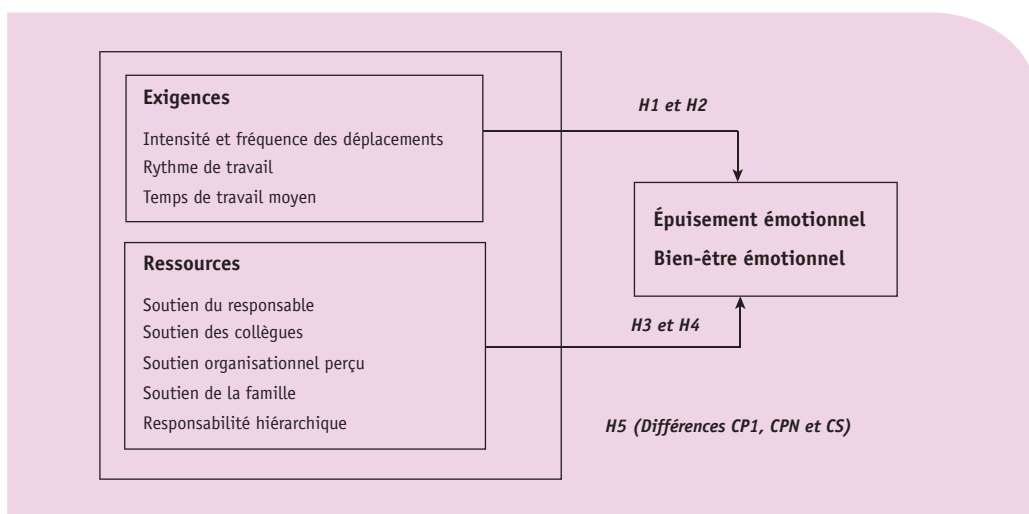 Exigences
Intensité et fréquence des déplacements
Rythme de travail
Temps de travail moyen
H1 et H2
Épuisement émotionnel
Bien-être émotionnel
Ressources
Soutien du responsable
Soutien des collègues
Soutien organisationnel perçu
Soutien de la famille
Responsabilité hiérarchique
H3 et H4
H5 (Différences CP1, CPN et CS)